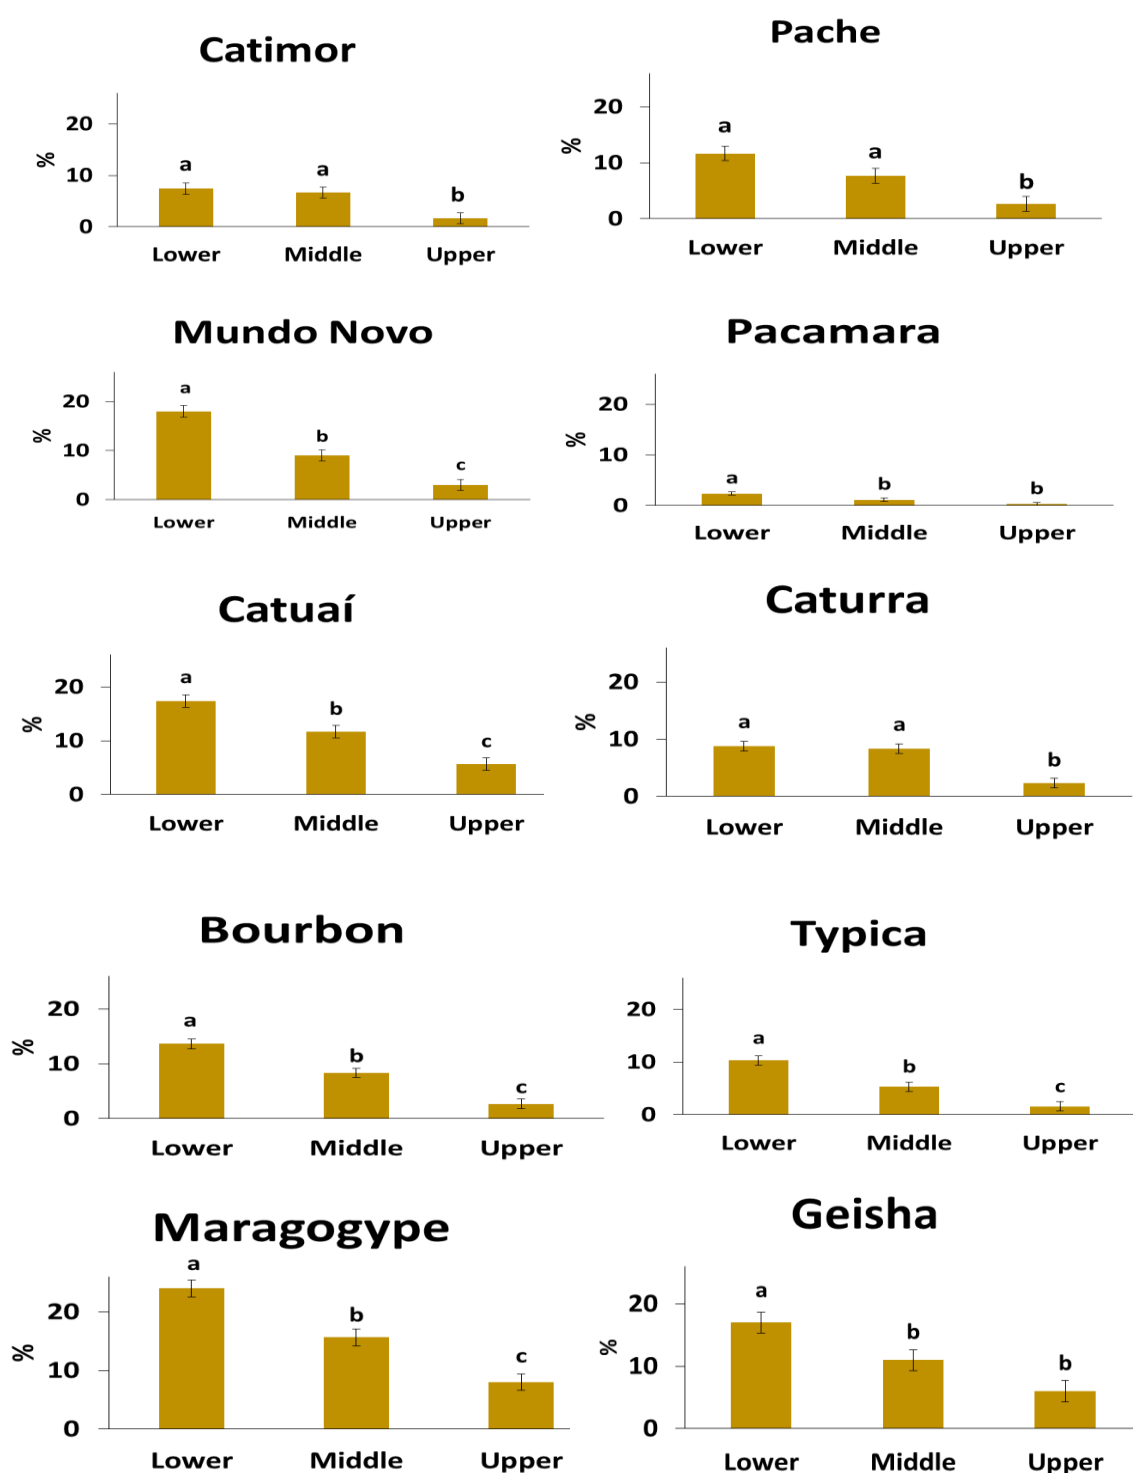 Catimor
20
10
0
%
a
a
b
Lower Middle Upper
Pache
20
10
0
%
a
a
b
Lower Middle Upper
Mundo Novo
20
10
0
%
a
b
c
Lower Middle Upper
Pacamara
20
10
0
%
a
b
b
Lower Middle Upper
Catuaí
20
10
0
%
a
b
c
Lower Middle Upper
Caturra
20
10
0
%
a
a
b
Lower Middle Upper
Bourbon
20
10
0
%
a
b
c
Lower Middle Upper
Typica
20
10
0
%
a
b
c
Lower Middle Upper
Maragogype
20
10
0
%
a
b
c
Lower Middle Upper
Geisha
20
10
0
%
a
b
b
Lower Middle Upper